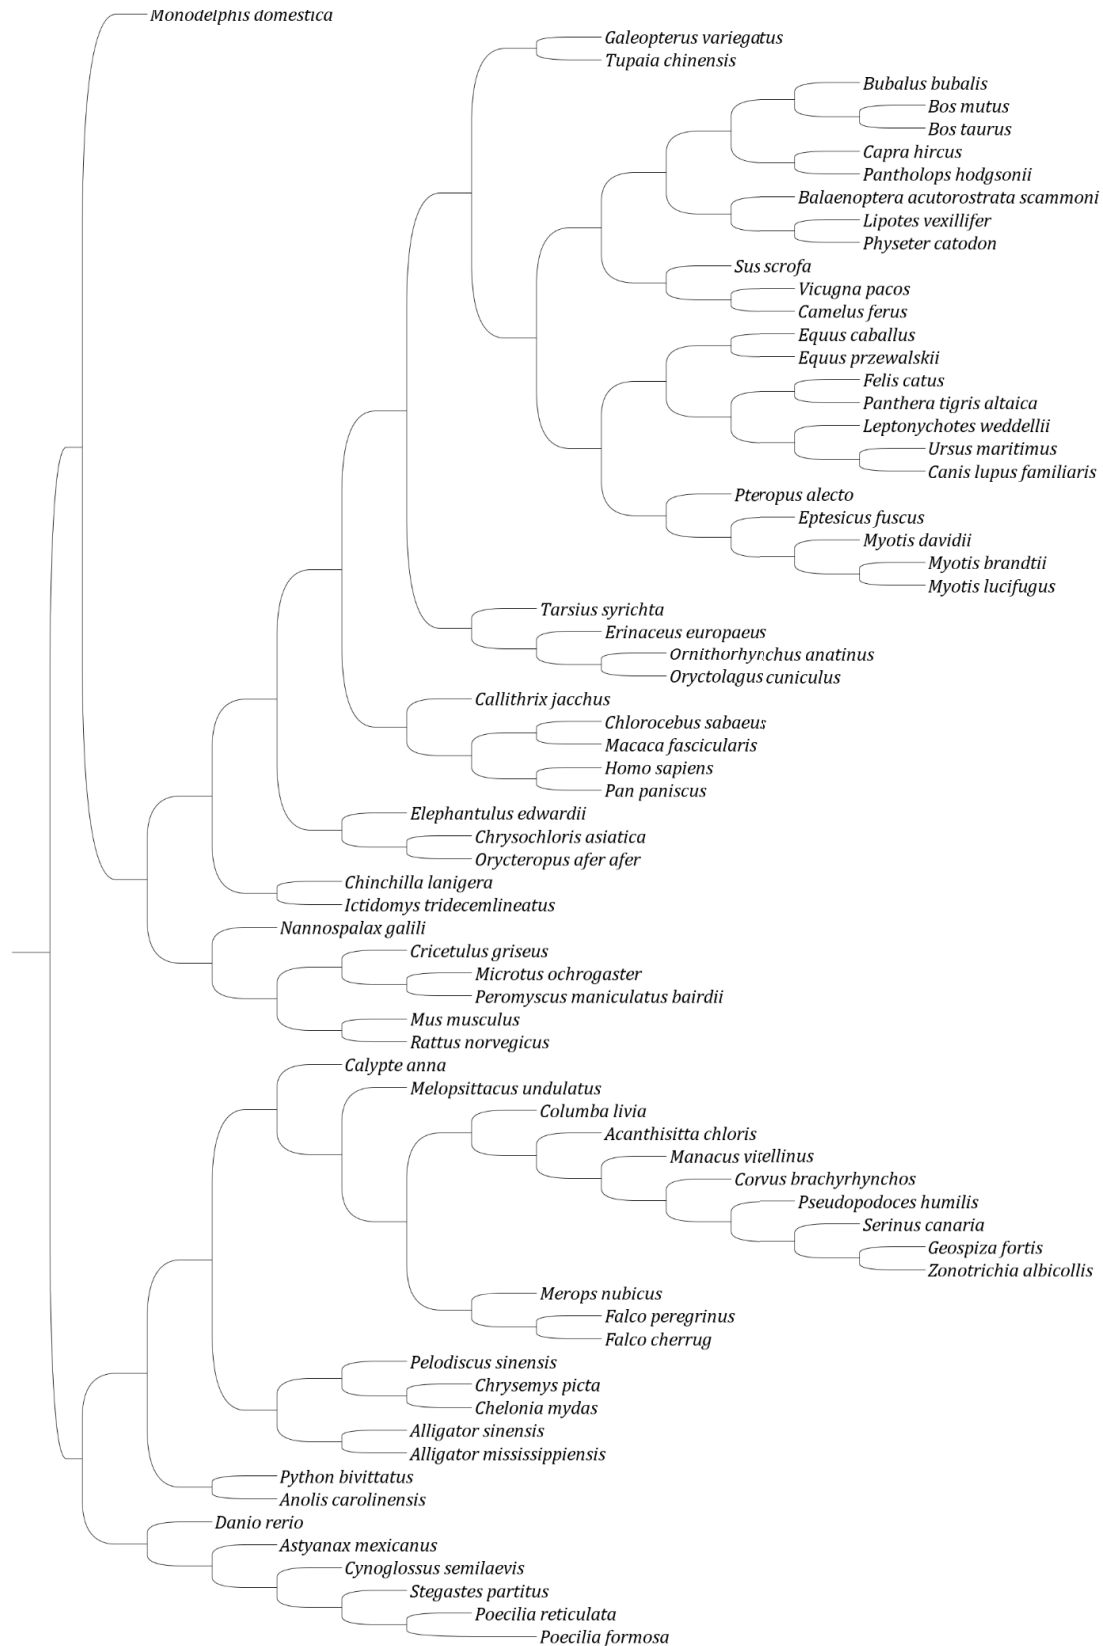 Monodelphis domestica
Galeopterus variegatus
Tupaia chinensis
Bubalus bubalis
Bos mutus
Bos taurus
Capra hircus
Pantholops hodgsonii
Balaenoptera acutorostrata scammoni
Lipotes vexillifer
Physeter catodon
Sus scrofa
Vicugna pacos
Camelus ferus
Equus caballus
Equus przewalskii
Felis catus
Panthera tigris altaica
Leptonychotes weddellii
Ursus maritimus
Canis lupus familiaris
Pteropus alecto
Eptesicus fuscus
Myotis davidii
Myotis brandtii
Myotis lucifugus
Tarsius syrichta
Erinaceus europaeus
Ornithorhynchus anatinus
Oryctolagus cuniculus
Callithrix jacchus
Chlorocebus sabaeus
Macaca fascicularis
Homo sapiens
Pan paniscus
Elephantulus edwardii
Chrysochloris asiatica
Orycteropus afer afer
Chinchilla lanigera
Ictidomys tridecemlineatus
Nannospalax galili
Cricetulus griseus
Microtus ochrogaster
Peromyscus maniculatus bairdii
Mus musculus
Rattus norvegicus
Calypte anna
Melopsittacus undulatus
Columba livia
Acanthisitta chloris
Manacus vitellinus
Corvus brachyrhynchos
Pseudopodoces humilis
Serinus canaria
Geospiza fortis
Zonotrichia albicollis
Merops nubicus
Falco peregrinus
Falco cherrug
Pelodiscus sinensis
Chrysemys picta
Chelonia mydas
Alligator sinensis
Alligator mississippiensis
Python bivittatus
Anolis carolinensis
Danio rerio
Astyanax mexicanus
Cynoglossus semilaevis
Stegastes partitus
Poecilia reticulata
Poecilia formosa